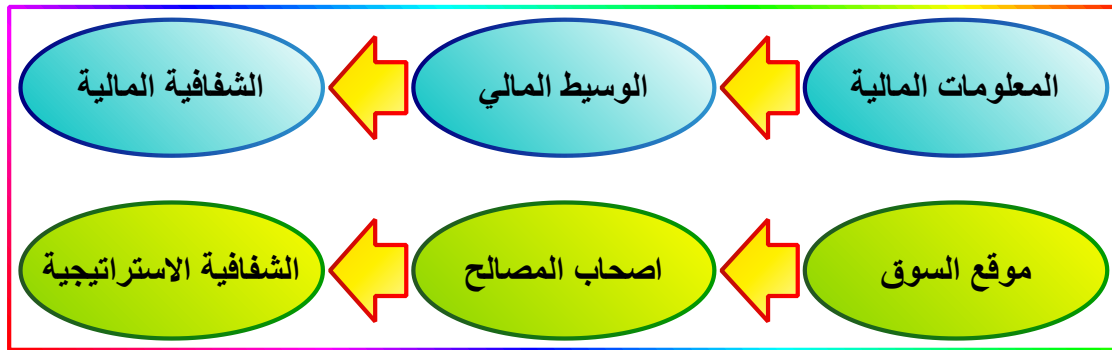 المعلومات المالية
الوسيط المالي
الشفافية المالية
موقع السوق
اصحاب المصالح
الشفافية الاستراتيجية